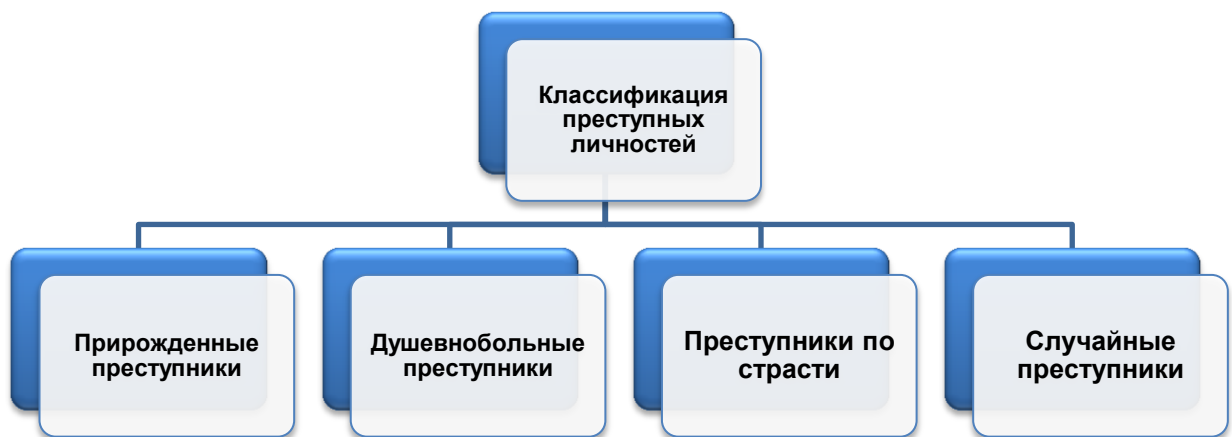 Классификация
преступных
личностей
Прирожденные
преступники
Душевнобольные
преступники
Преступники по
страсти
Случайные
преступники